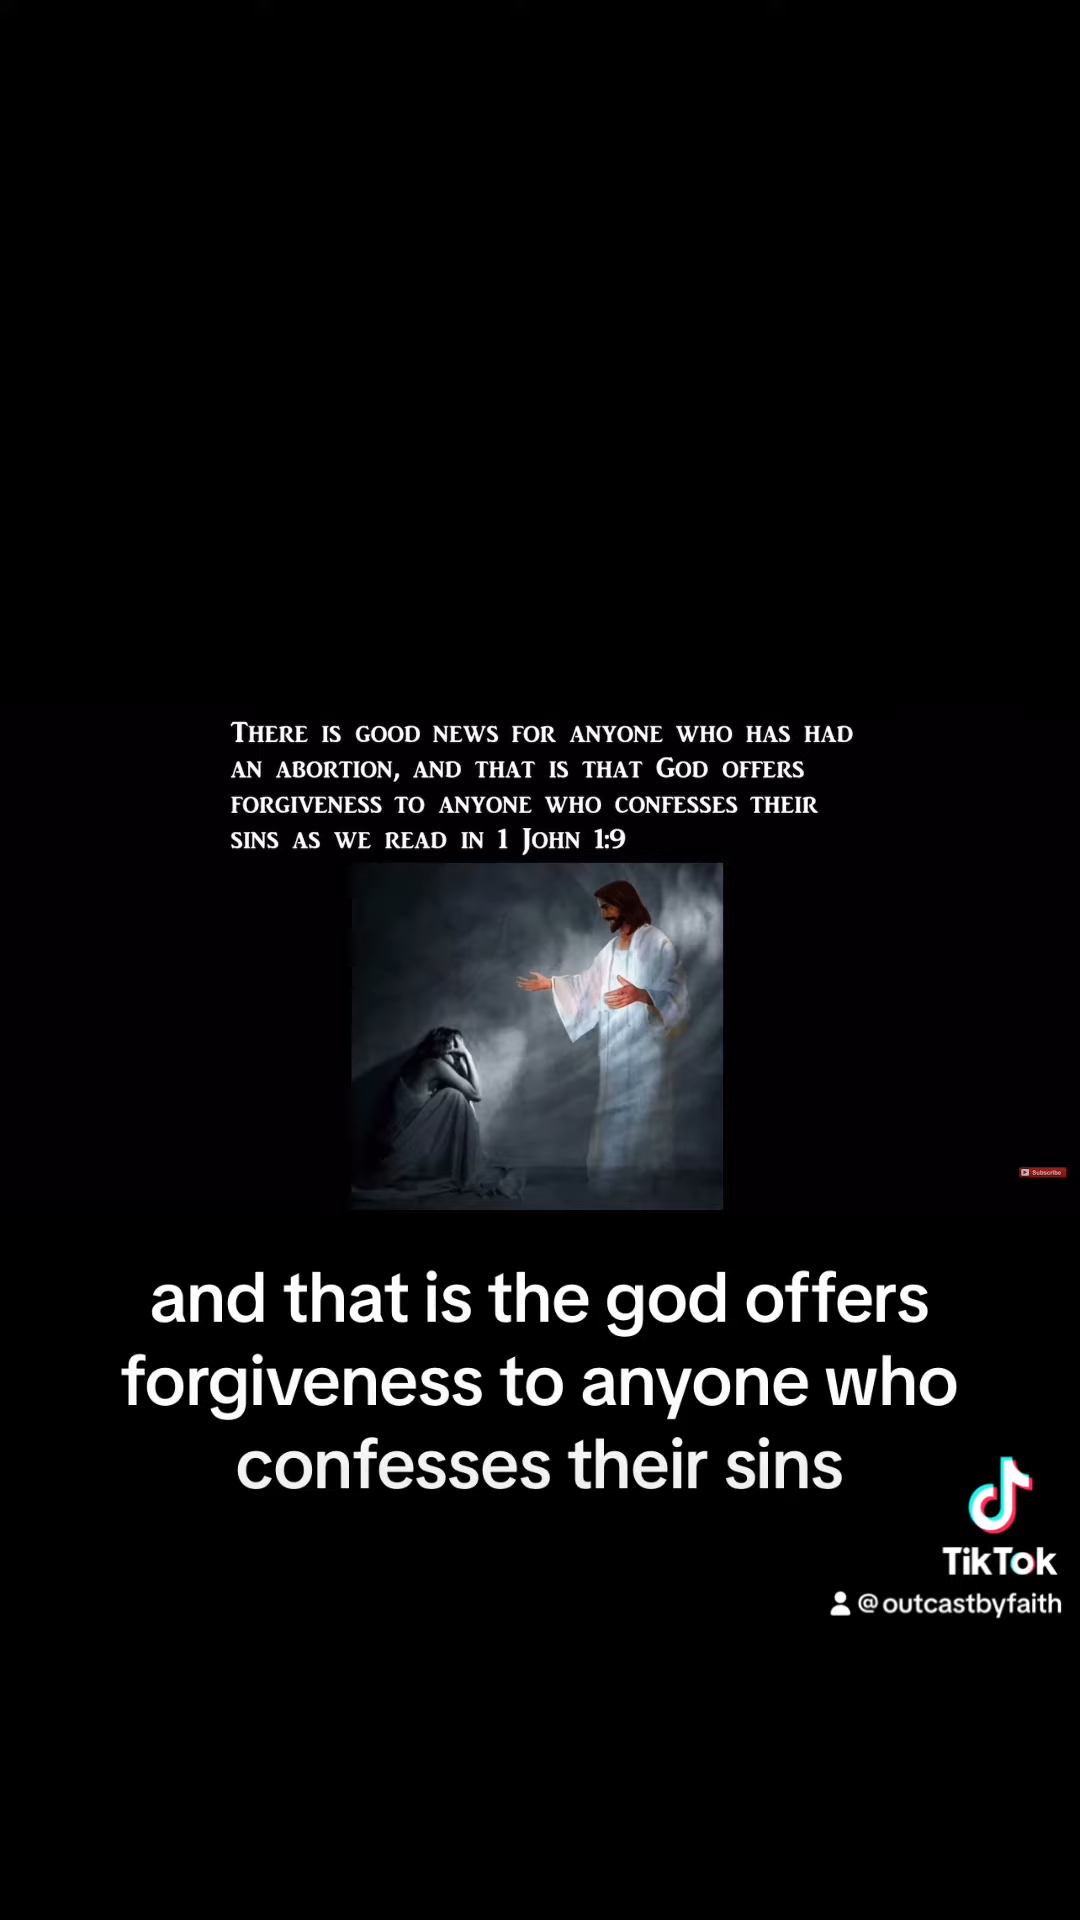 There is good news for anyone who has had
an abortion, and that is that God offers
forgiveness to anyone who confesses their
sins as we read in 1 John 1:9
Subscribe
and that is the god offers
forgiveness to anyone who
confesses their sins
TikTok
@outcastbyfaith